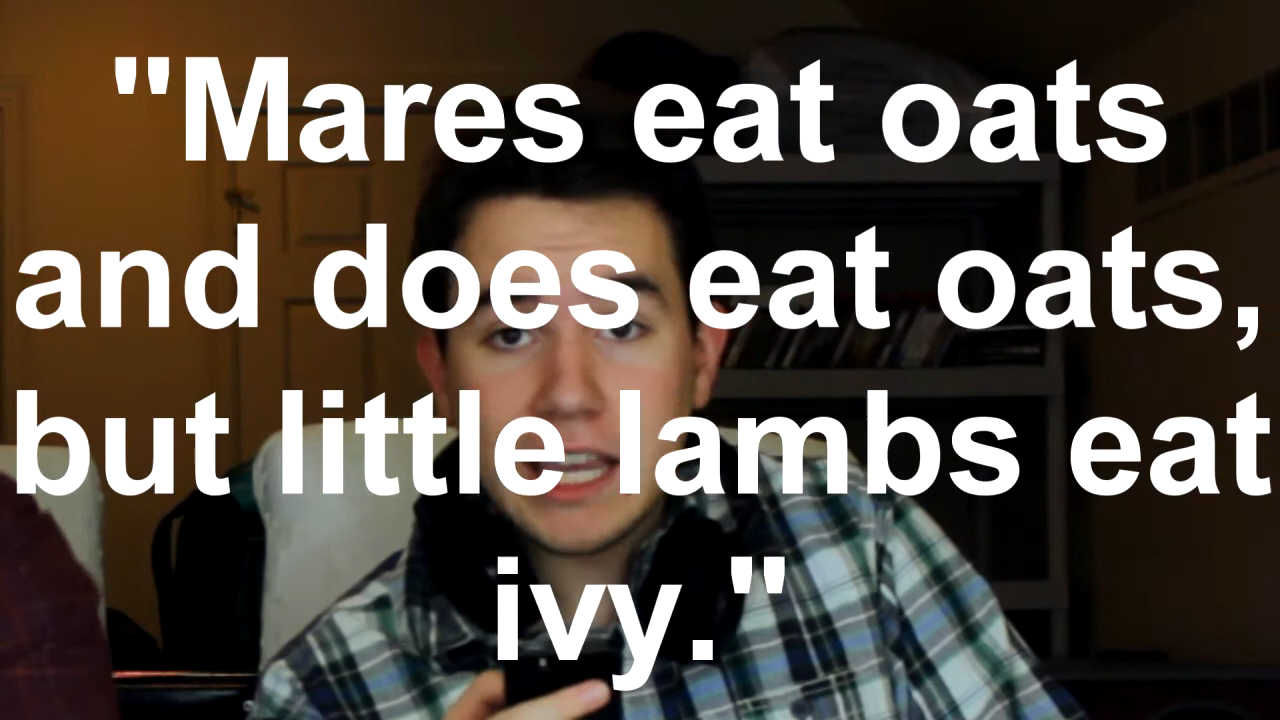 "Mares eat oats
and does eat oats,
but little lambs eat
ivy."